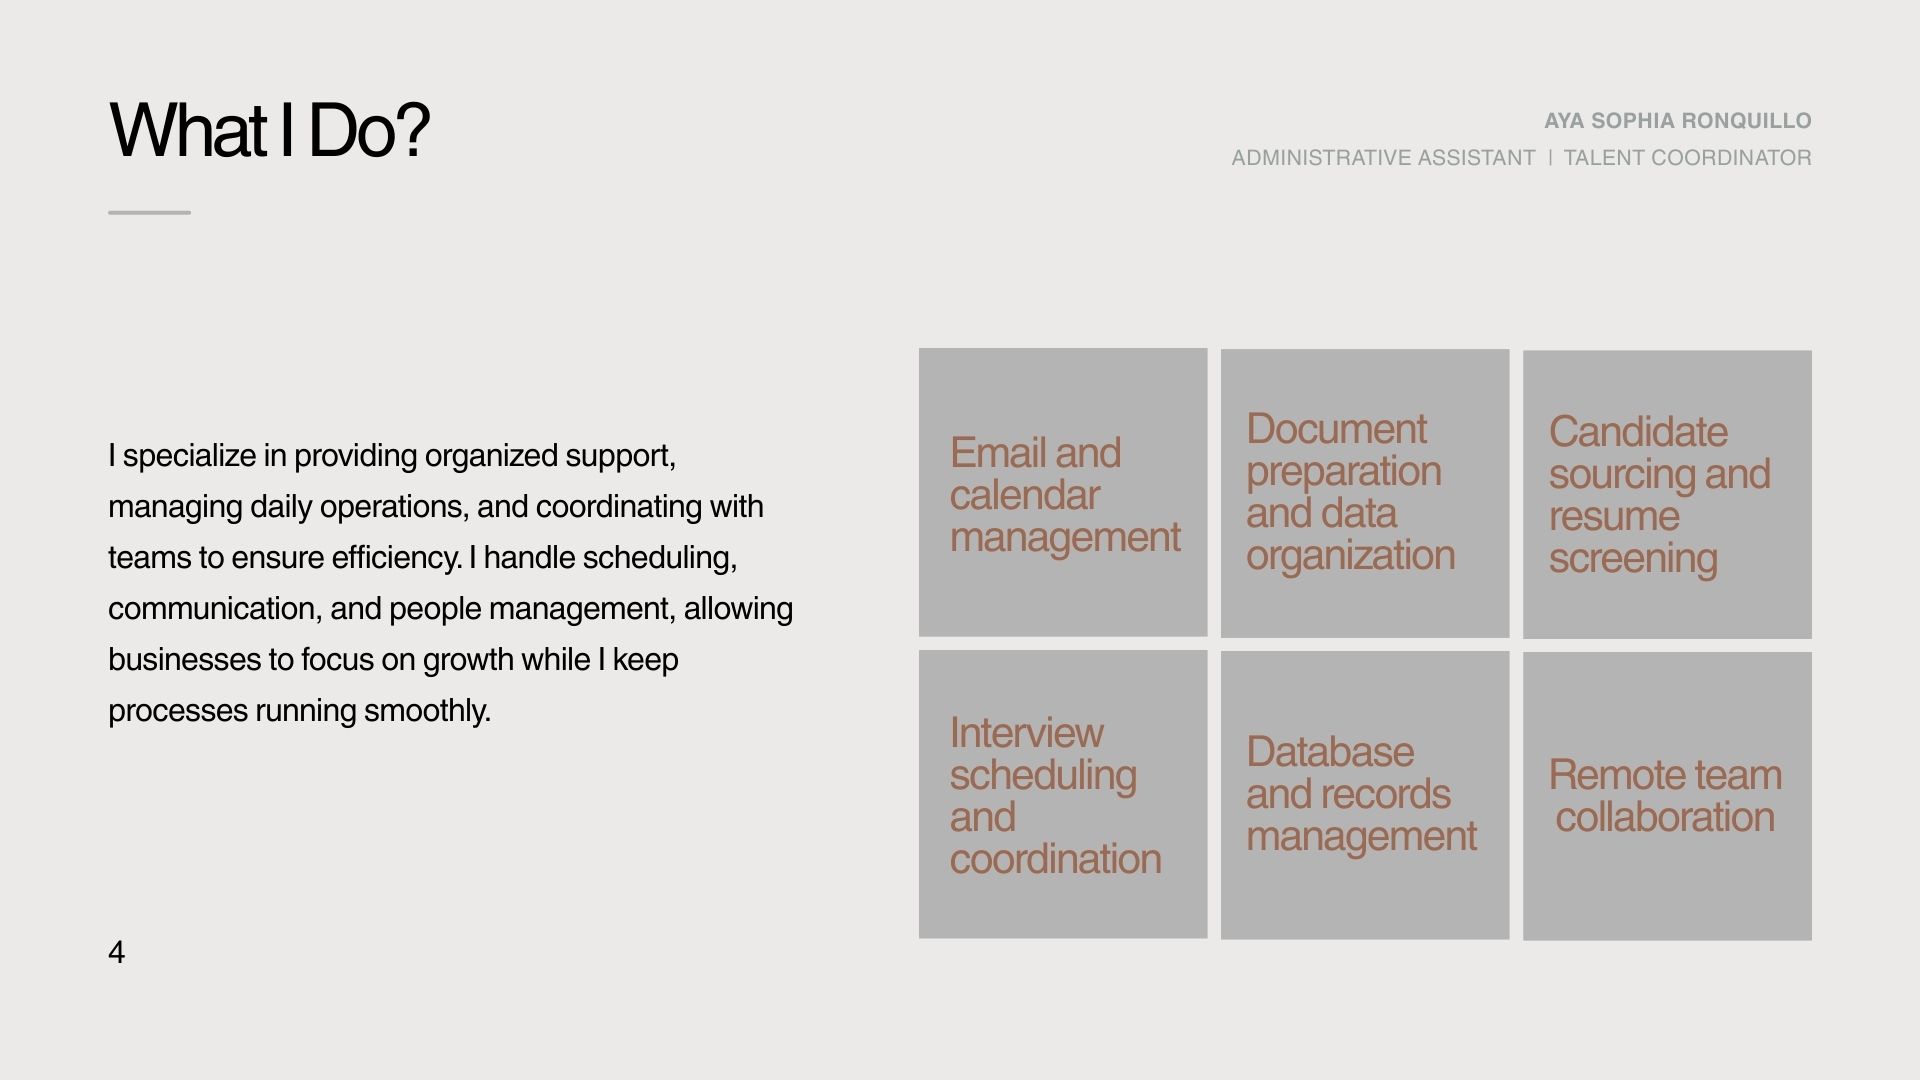 What I Do?
AYA SOPHIA RONQUILLO
ADMINISTRATIVE ASSISTANT | TALENT COORDINATOR
I specialize in providing organized support,
managing daily operations, and coordinating with
teams to ensure efficiency. I handle scheduling,
communication, and people management, allowing
businesses to focus on growth while I keep
processes running smoothly.
Email and
calendar
management
Document
preparation
and data
organization
Candidate
sourcing and
resume
screening
Interview
scheduling
and
coordination
Database
and records
management
Remote team
collaboration
4